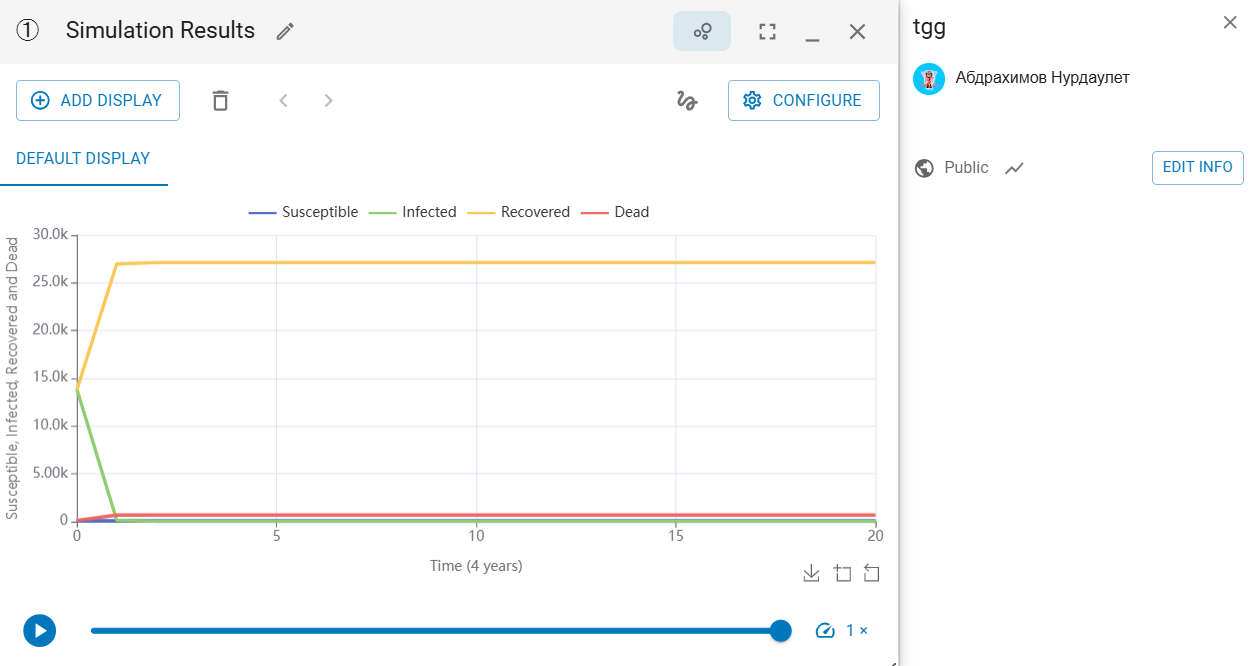 ① Simulation Results
ADD DISPLAY
CONFIGURE
DEFAULT DISPLAY
Susceptible Infected Recovered Dead
Susceptible, Infected, Recovered and Dead
30.0k
25.0k
20.0k
15.0k
10.0k
5.00k
0
0 5 10 15 20
Time (4 years)
1 ×
tgg
Абдрахимов Нурдаулет
Public
EDIT INFO